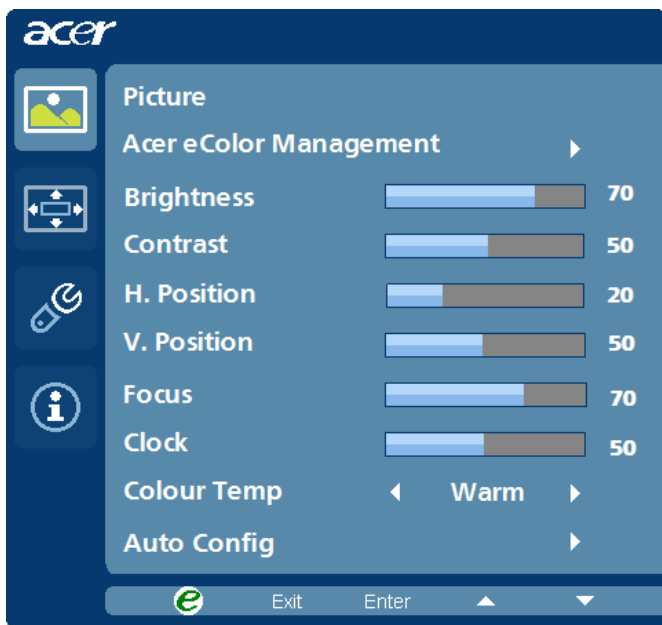 acer
Picture
Acer eColor Management
Brightness 70
Contrast 50
H. Position 20
V. Position 50
Focus 70
Clock 50
Colour Temp Warm
Auto Config
e Exit Enter